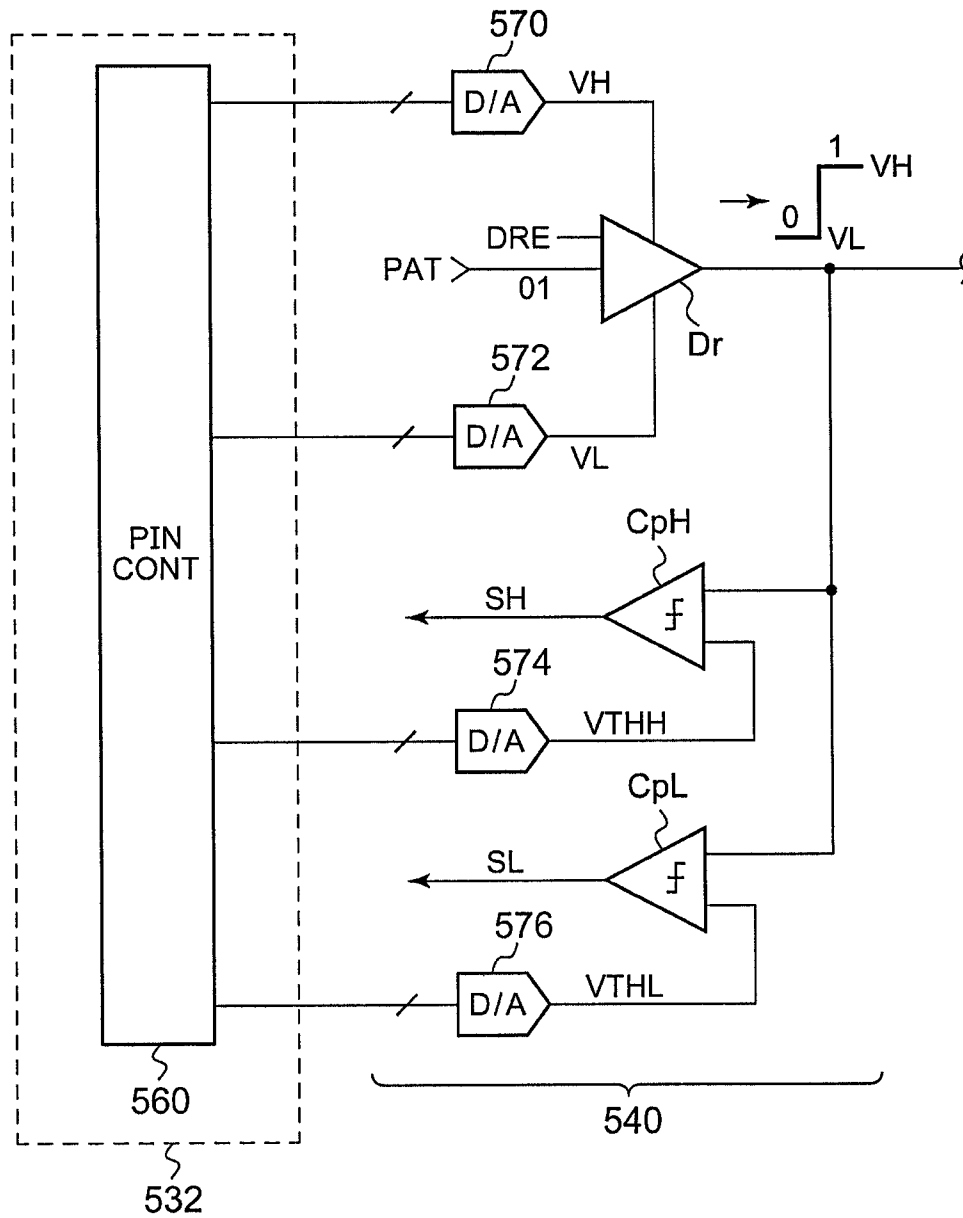 570
D/A
VH
1
VH
0
VL
DRE
PAT
01
Dr
572
D/A
VL
PIN
CONT
CpH
SH
574
D/A
VTHH
CpL
SL
576
D/A
VTHL
560
540
532